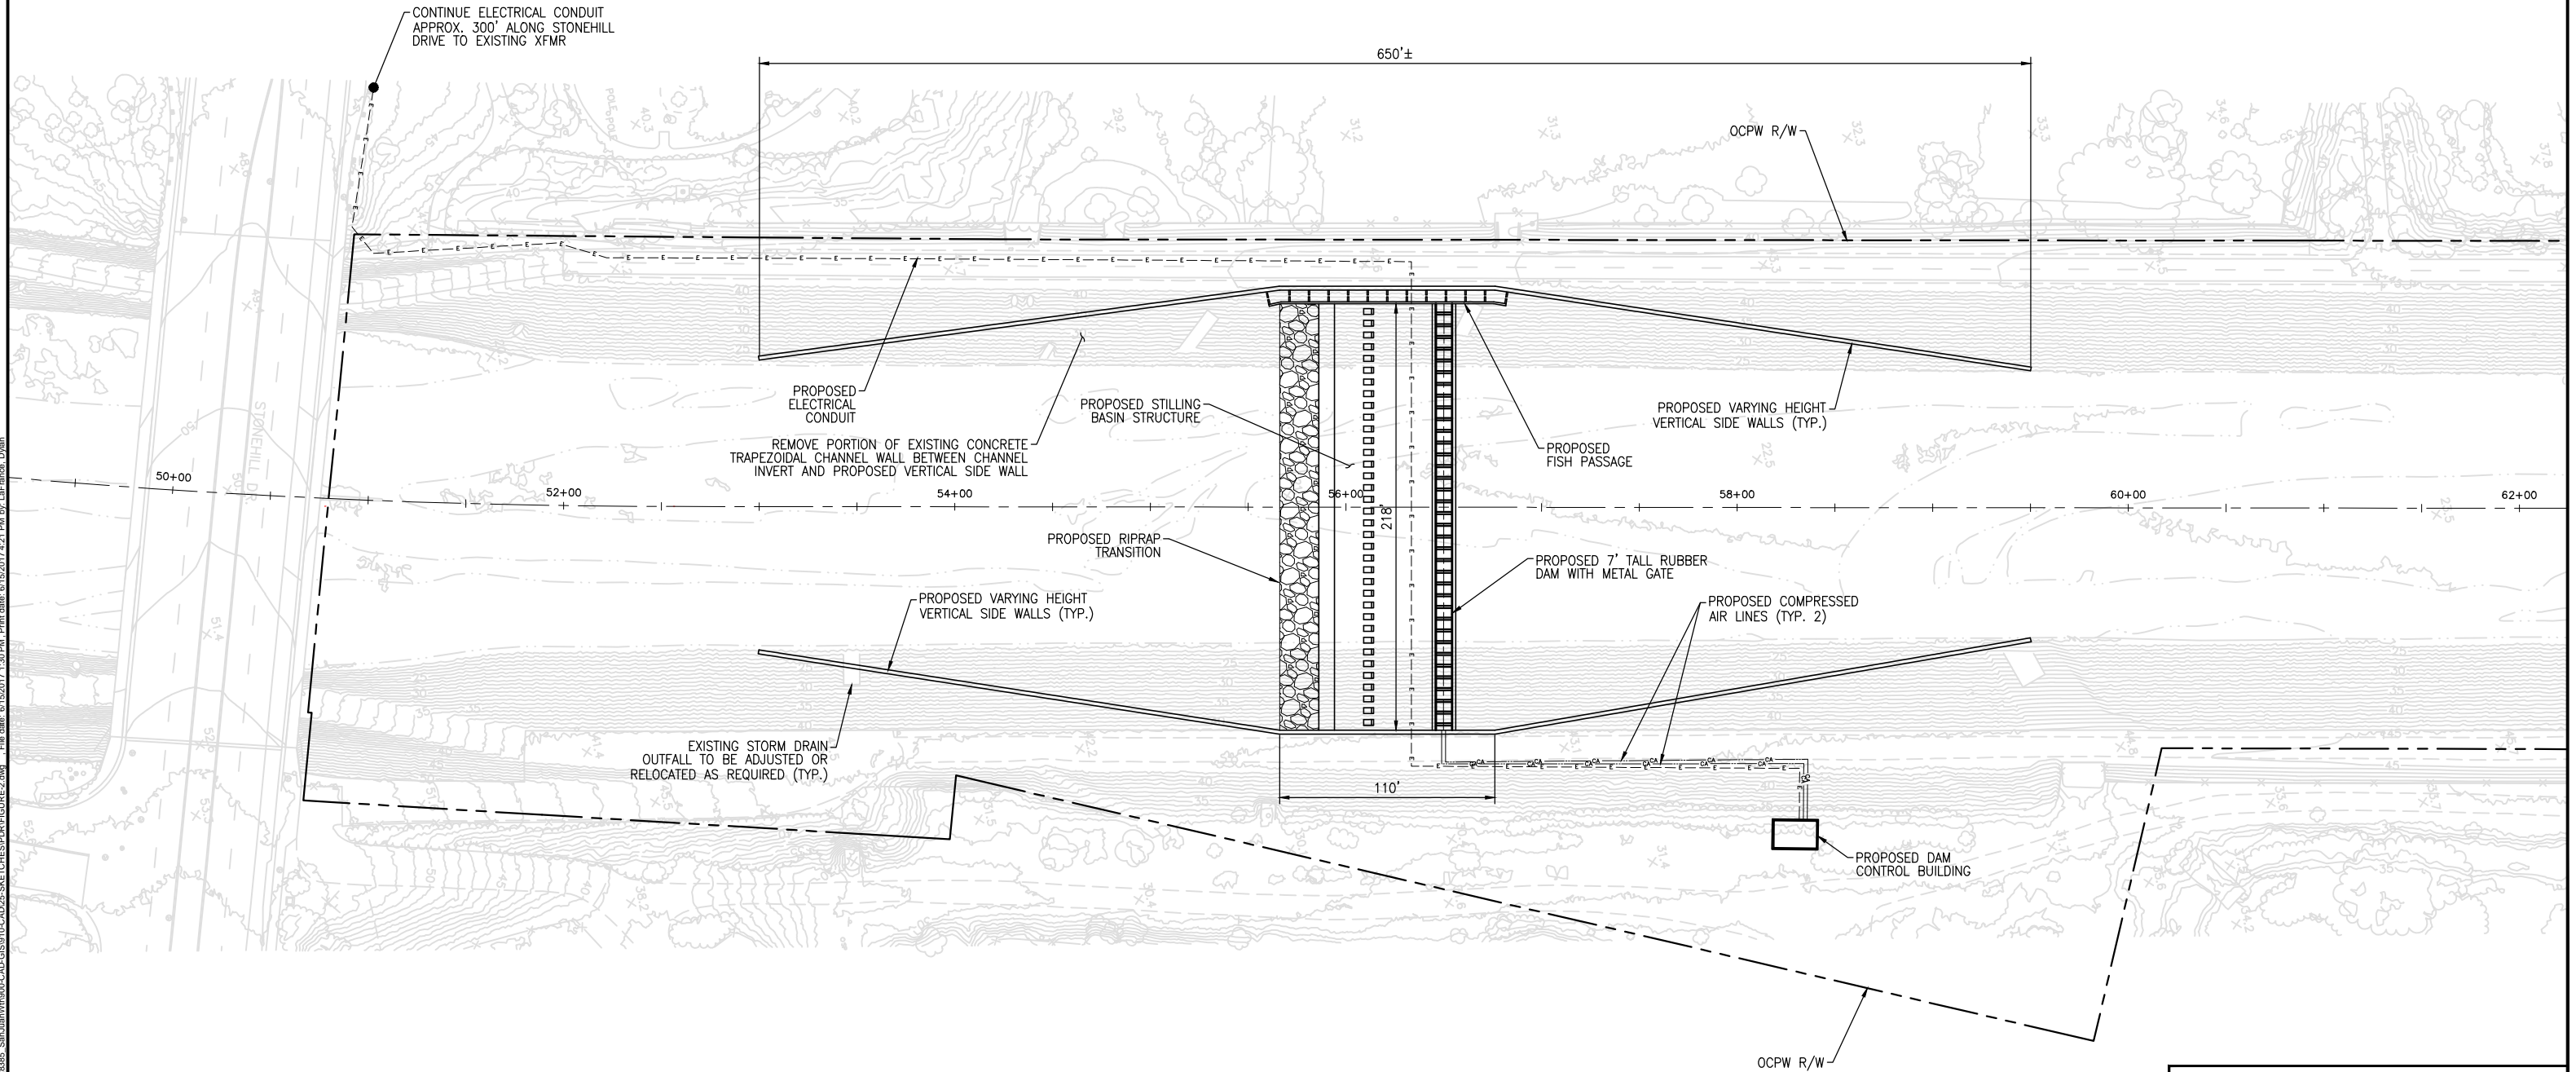 CONTINUE ELECTRICAL CONDUIT
APPROX. 300' ALONG STONEHILL
DRIVE TO EXISTING XFMR
650'±
OCPW R/W
PROPOSED
ELECTRICAL
CONDUIT
PROPOSED STILLING
BASIN STRUCTURE
PROPOSED VARYING HEIGHT
VERTICAL SIDE WALLS (TYP.)
REMOVE PORTION OF EXISTING CONCRETE
TRAPEZOIDAL CHANNEL WALL BETWEEN CHANNEL
INVERT AND PROPOSED VERTICAL SIDE WALL
PROPOSED
FISH PASSAGE
STONEHILL DR
50+00
52+00
54+00
56+00
58+00
60+00
62+00
218'
PROPOSED RIPRAP
TRANSITION
PROPOSED 7' TALL RUBBER
DAM WITH METAL GATE
PROPOSED VARYING HEIGHT
VERTICAL SIDE WALLS (TYP.)
PROPOSED COMPRESSED
AIR LINES (TYP. 2)
EXISTING STORM DRAIN
OUTFALL TO BE ADJUSTED OR
RELOCATED AS REQUIRED (TYP.)
110'
PROPOSED DAM
CONTROL BUILDING
OCPW R/W